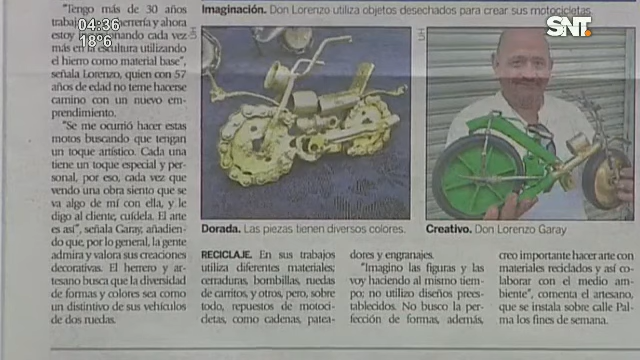 04:36
18°6
SNT
Imaginación. Don Lorenzo utiliza objetos desechados para crear sus motocicletas.
"Tengo más de 30 años
herrería y ahora
cada vez
más en la escultura utilizando
el hierro como material base",
señala Lorenzo, quien con 57
años de edad no teme hacerse
camino con un nuevo em-
prendimiento.
"Se me ocurrió hacer estas
motos buscando que tengan
un toque artístico. Cada una
tiene un toque especial y per-
sonal, por eso, cada vez que
vendo una obra siento que se
va algo de mí con ella, y le
digo al cliente, cuídela. El arte
es así", señala Garay, añadien-
do que, por lo general, la gente
admira y valora sus creaciones
decorativas. El herrero y ar-
tesano busca que la diversidad
de formas y colores sea como
un distintivo de sus vehículos
de dos ruedas.
UH
UH
Dorada. Las piezas tienen diversos colores.
Creativo. Don Lorenzo Garay
RECICLAJE. En sus trabajos
utiliza diferentes materiales;
cerraduras, bombillas, ruedas
de carritos, y otros, pero, sobre
todo, repuestos de motoci-
cletas, como cadenas, patea-
dores y engranajes.
"Imagino las figuras y las
voy haciendo al mismo tiem-
po; no utilizo diseños prees-
tablecidos. No busco la per-
fección de formas, además,
creo importante hacer arte con
materiales reciclados y así co-
laborar con el medio am-
biente", comenta el artesano,
que se instala sobre calle Pal-
ma los fines de semana.